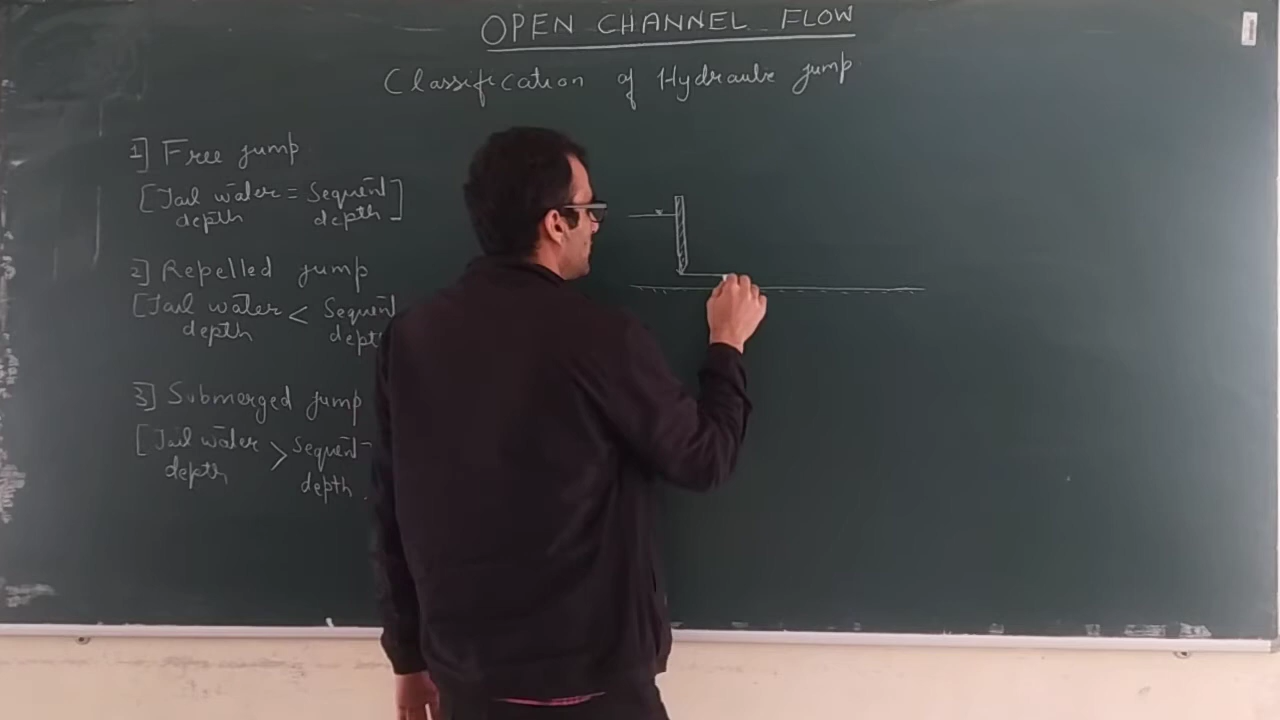 OPEN CHANNEL FLOW
Classification of Hydraulic jump
1] Free jump
[Tail water = Sequent]
depth depth
2] Repelled jump
[Tail water < Sequent
depth dept
3] Submerged jump
[Tail water > Sequent
depth depth